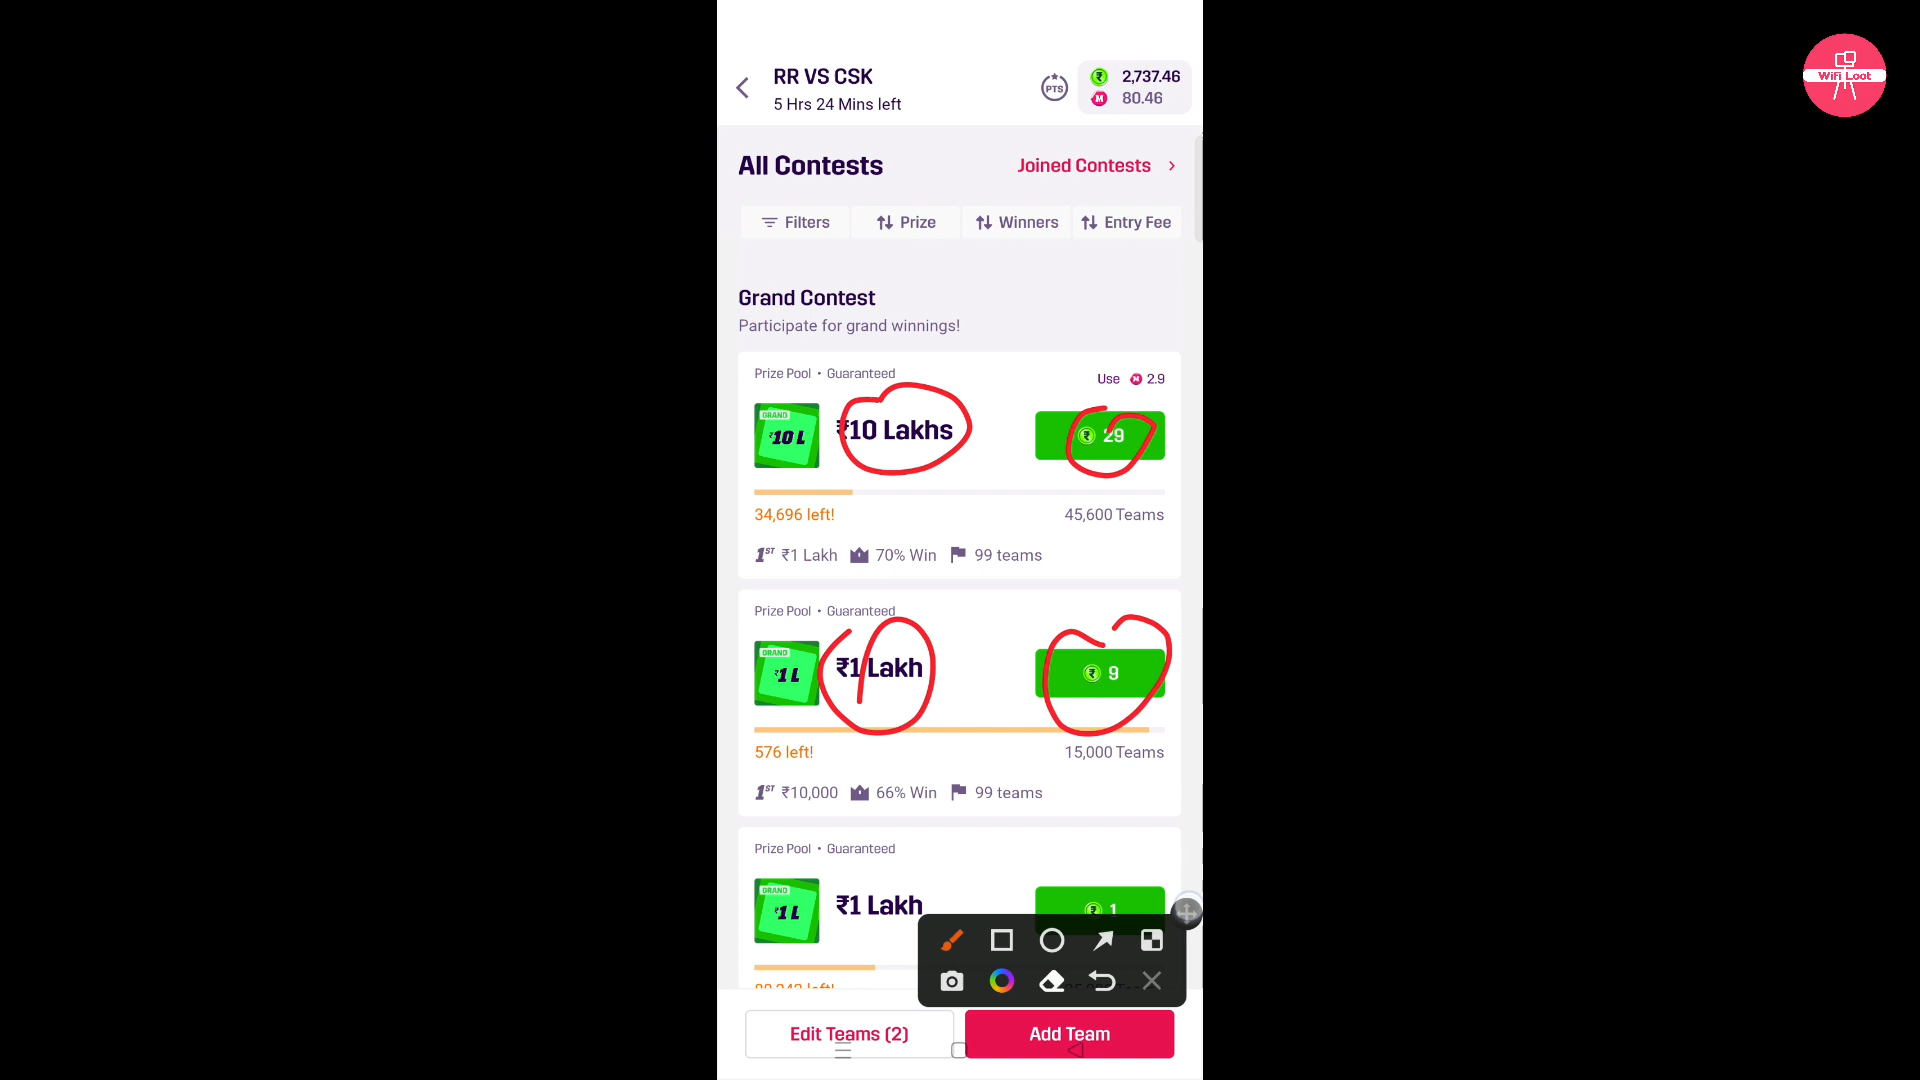 WiFi Loot
RR VS CSK
5 Hrs 24 Mins left
PTS
₹ 2,737.46
M 80.46
All Contests
Joined Contests
Filters
Prize
Winners
Entry Fee
Grand Contest
Participate for grand winnings!
Prize Pool • Guaranteed
Use M 2.9
GRAND
₹10 L
₹10 Lakhs
₹ 29
34,696 left!
45,600 Teams
1ST ₹1 Lakh 70% Win 99 teams
Prize Pool • Guaranteed
GRAND
₹1 L
₹1 Lakh
₹ 9
576 left!
15,000 Teams
1ST ₹10,000 66% Win 99 teams
Prize Pool • Guaranteed
GRAND
₹1 L
₹1 Lakh
₹ 1
Edit Teams (2)
Add Team